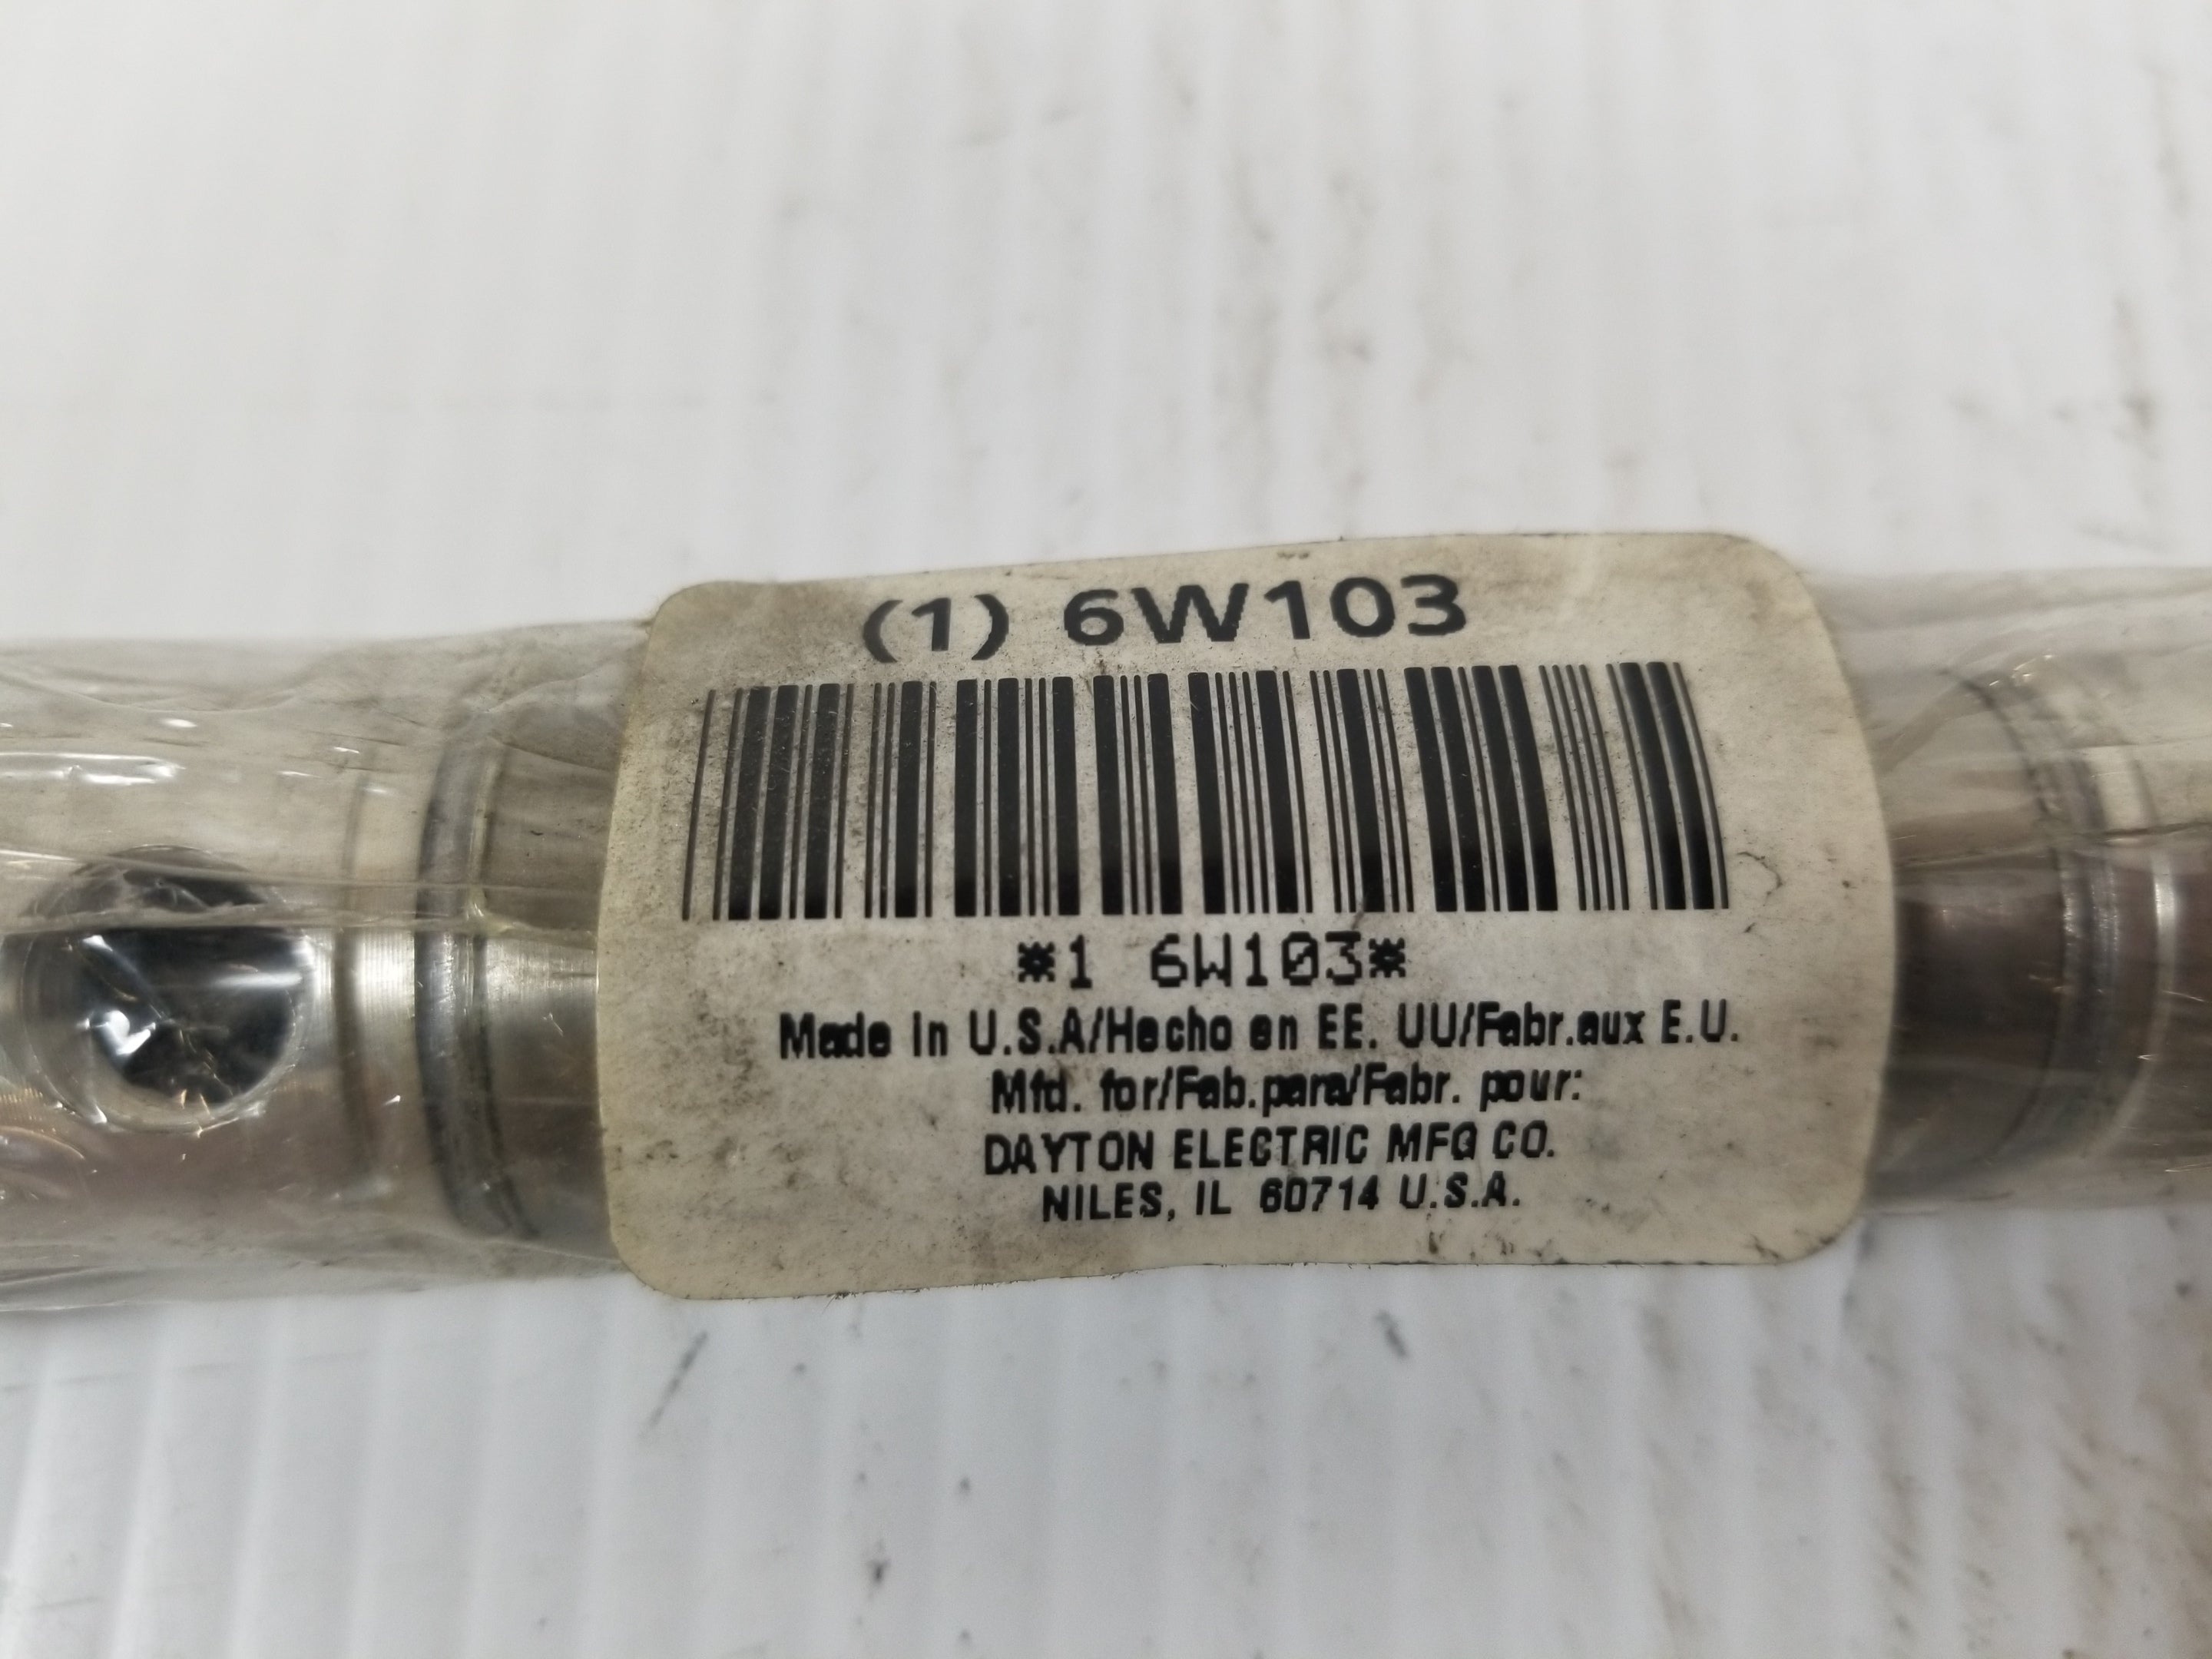 (1) 6W103
*1 6W103*
Made in U.S.A/Hecho en EE. UU/Fabr.aux E.U.
Mfd. for/Fab.para/Fabr. pour:
DAYTON ELECTRIC MFG CO.
NILES, IL 60714 U.S.A.